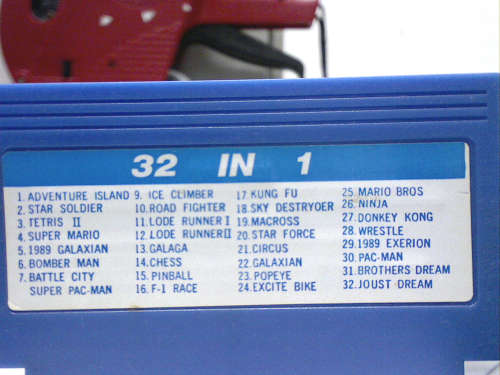 32 IN 1
1. ADVENTURE ISLAND
2. STAR SOLDIER
3. TETRIS II
4. SUPER MARIO
5. 1989 GALAXIAN
6. BOMBER MAN
7. BATTLE CITY
SUPER PAC-MAN
9. ICE CLIMBER
10. ROAD FIGHTER
11. LODE RUNNER I
12. LODE RUNNER II
13. GALAGA
14. CHESS
15. PINBALL
16. F-1 RACE
17. KUNG FU
18. SKY DESTRYOER
19. MACROSS
20. STAR FORCE
21. CIRCUS
22. GALAXIAN
23. POPEYE
24. EXCITE BIKE
25. MARIO BROS
26. NINJA
27. DONKEY KONG
28. WRESTLE
29. 1989 EXERION
30. PAC-MAN
31. BROTHERS DREAM
32. JOUST DREAM